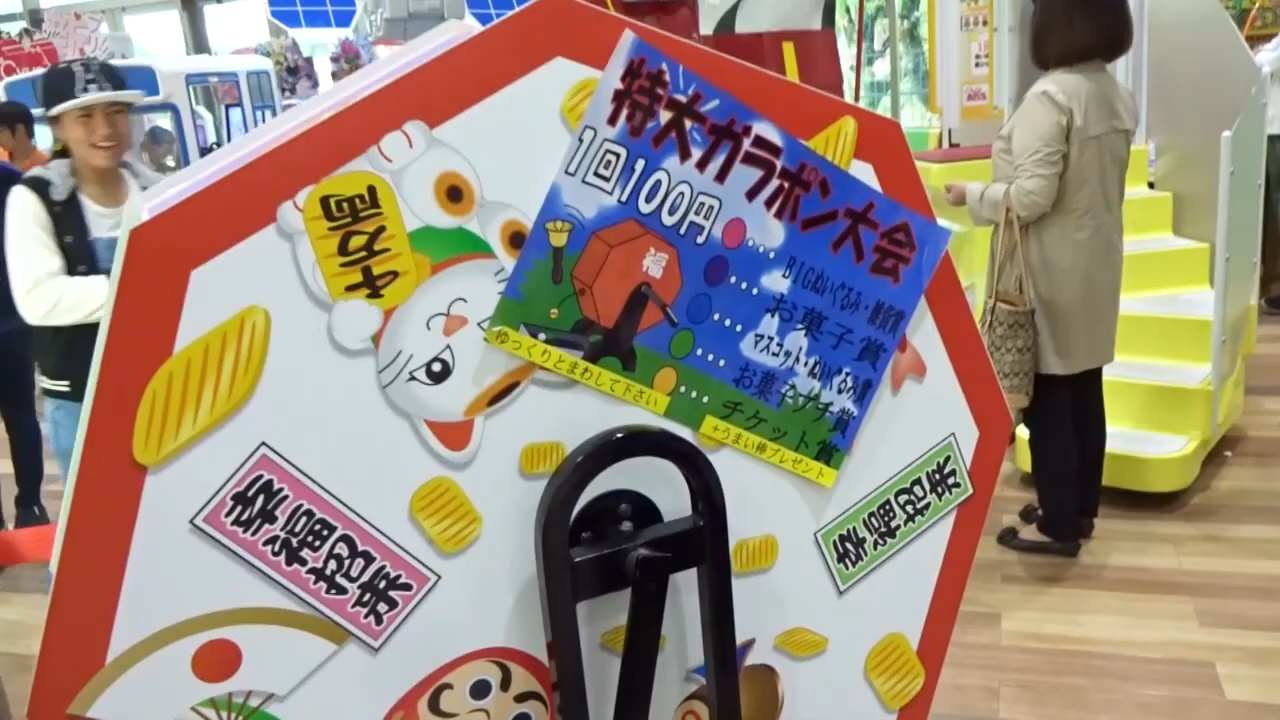 特大ガラポン大会
1回100円
福
BIGぬいぐるみ・雑貨賞
お菓子賞
マスコット・ぬいぐるみ賞
お菓子プチ賞
チケット賞
ゆっくりとまわして下さい
+うまい棒プレゼント
千万両
幸福招来
幸福招来